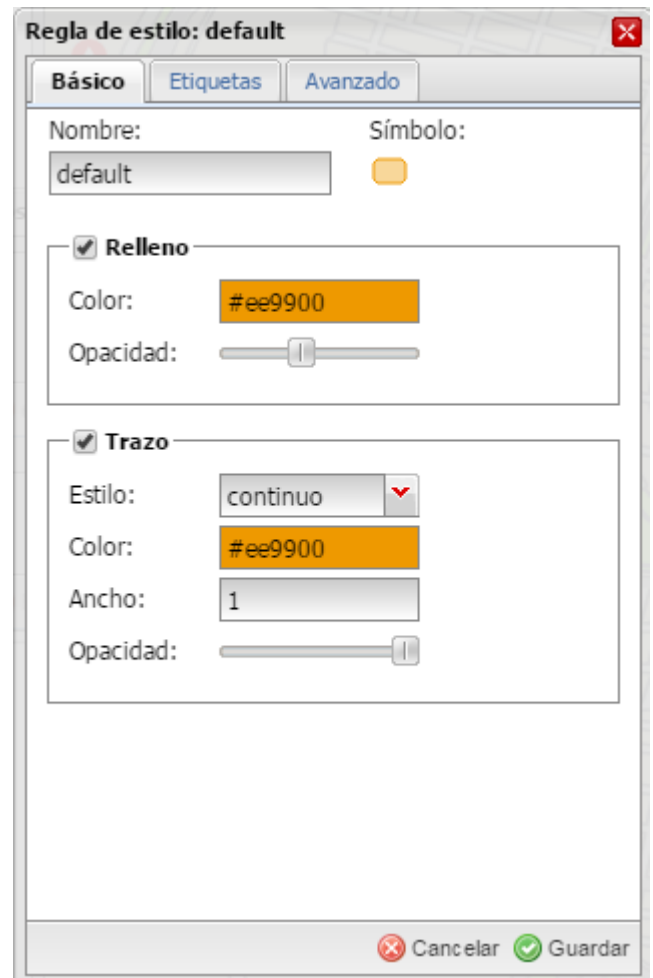 Regla de estilo: default
Básico Etiquetas Avanzado
Nombre: Símbolo:
default
Relleno
Color: #ee9900
Opacidad:
Trazo
Estilo: continuo
Color: #ee9900
Ancho: 1
Opacidad:
Cancelar Guardar